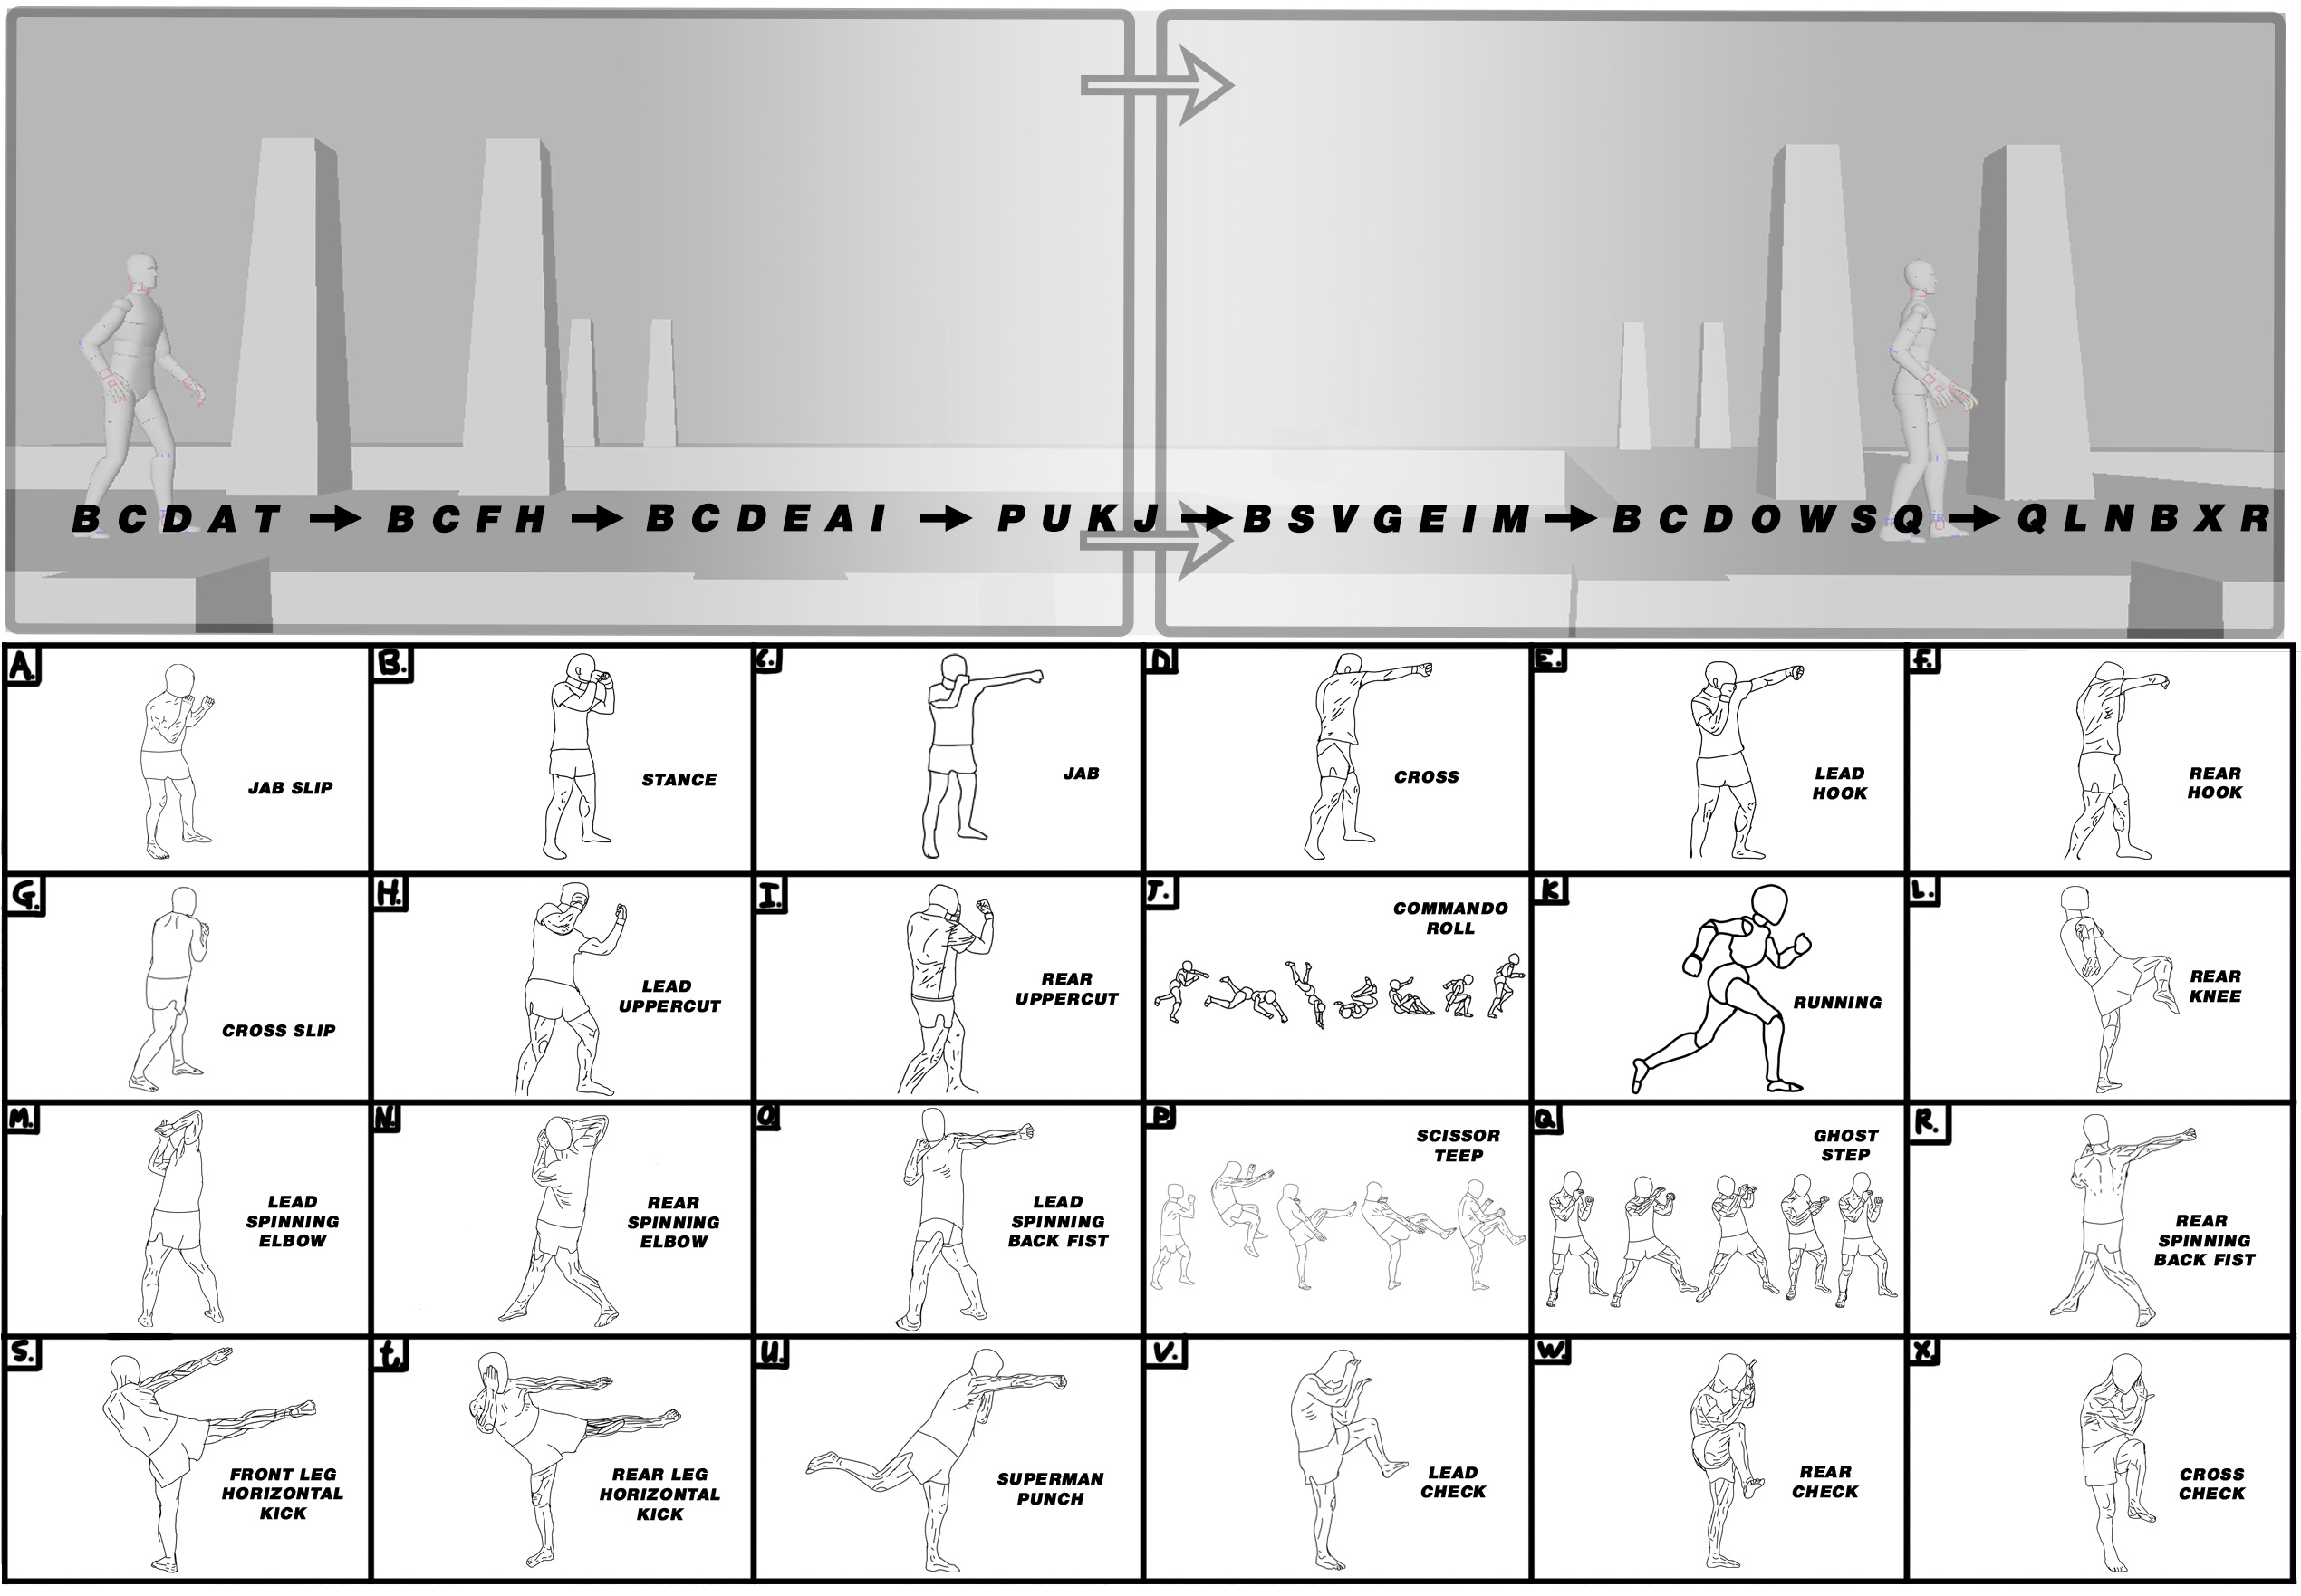 B C D A T → B C F H → B C D E A I → P U K J → B S V G E I M → B C D O W S Q → Q L N B X R
A.
JAB SLIP
B.
STANCE
C.
JAB
D
CROSS
E.
LEAD
HOOK
F.
REAR
HOOK
G.
CROSS SLIP
H.
LEAD
UPPERCUT
I.
REAR
UPPERCUT
J.
COMMANDO
ROLL
K
RUNNING
L.
REAR
KNEE
M.
LEAD
SPINNING
ELBOW
N.
REAR
SPINNING
ELBOW
O.
LEAD
SPINNING
BACK FIST
P.
SCISSOR
TEEP
Q.
GHOST
STEP
R.
REAR
SPINNING
BACK FIST
S.
FRONT LEG
HORIZONTAL
KICK
t.
REAR LEG
HORIZONTAL
KICK
U.
SUPERMAN
PUNCH
V.
LEAD
CHECK
W.
REAR
CHECK
X.
CROSS
CHECK